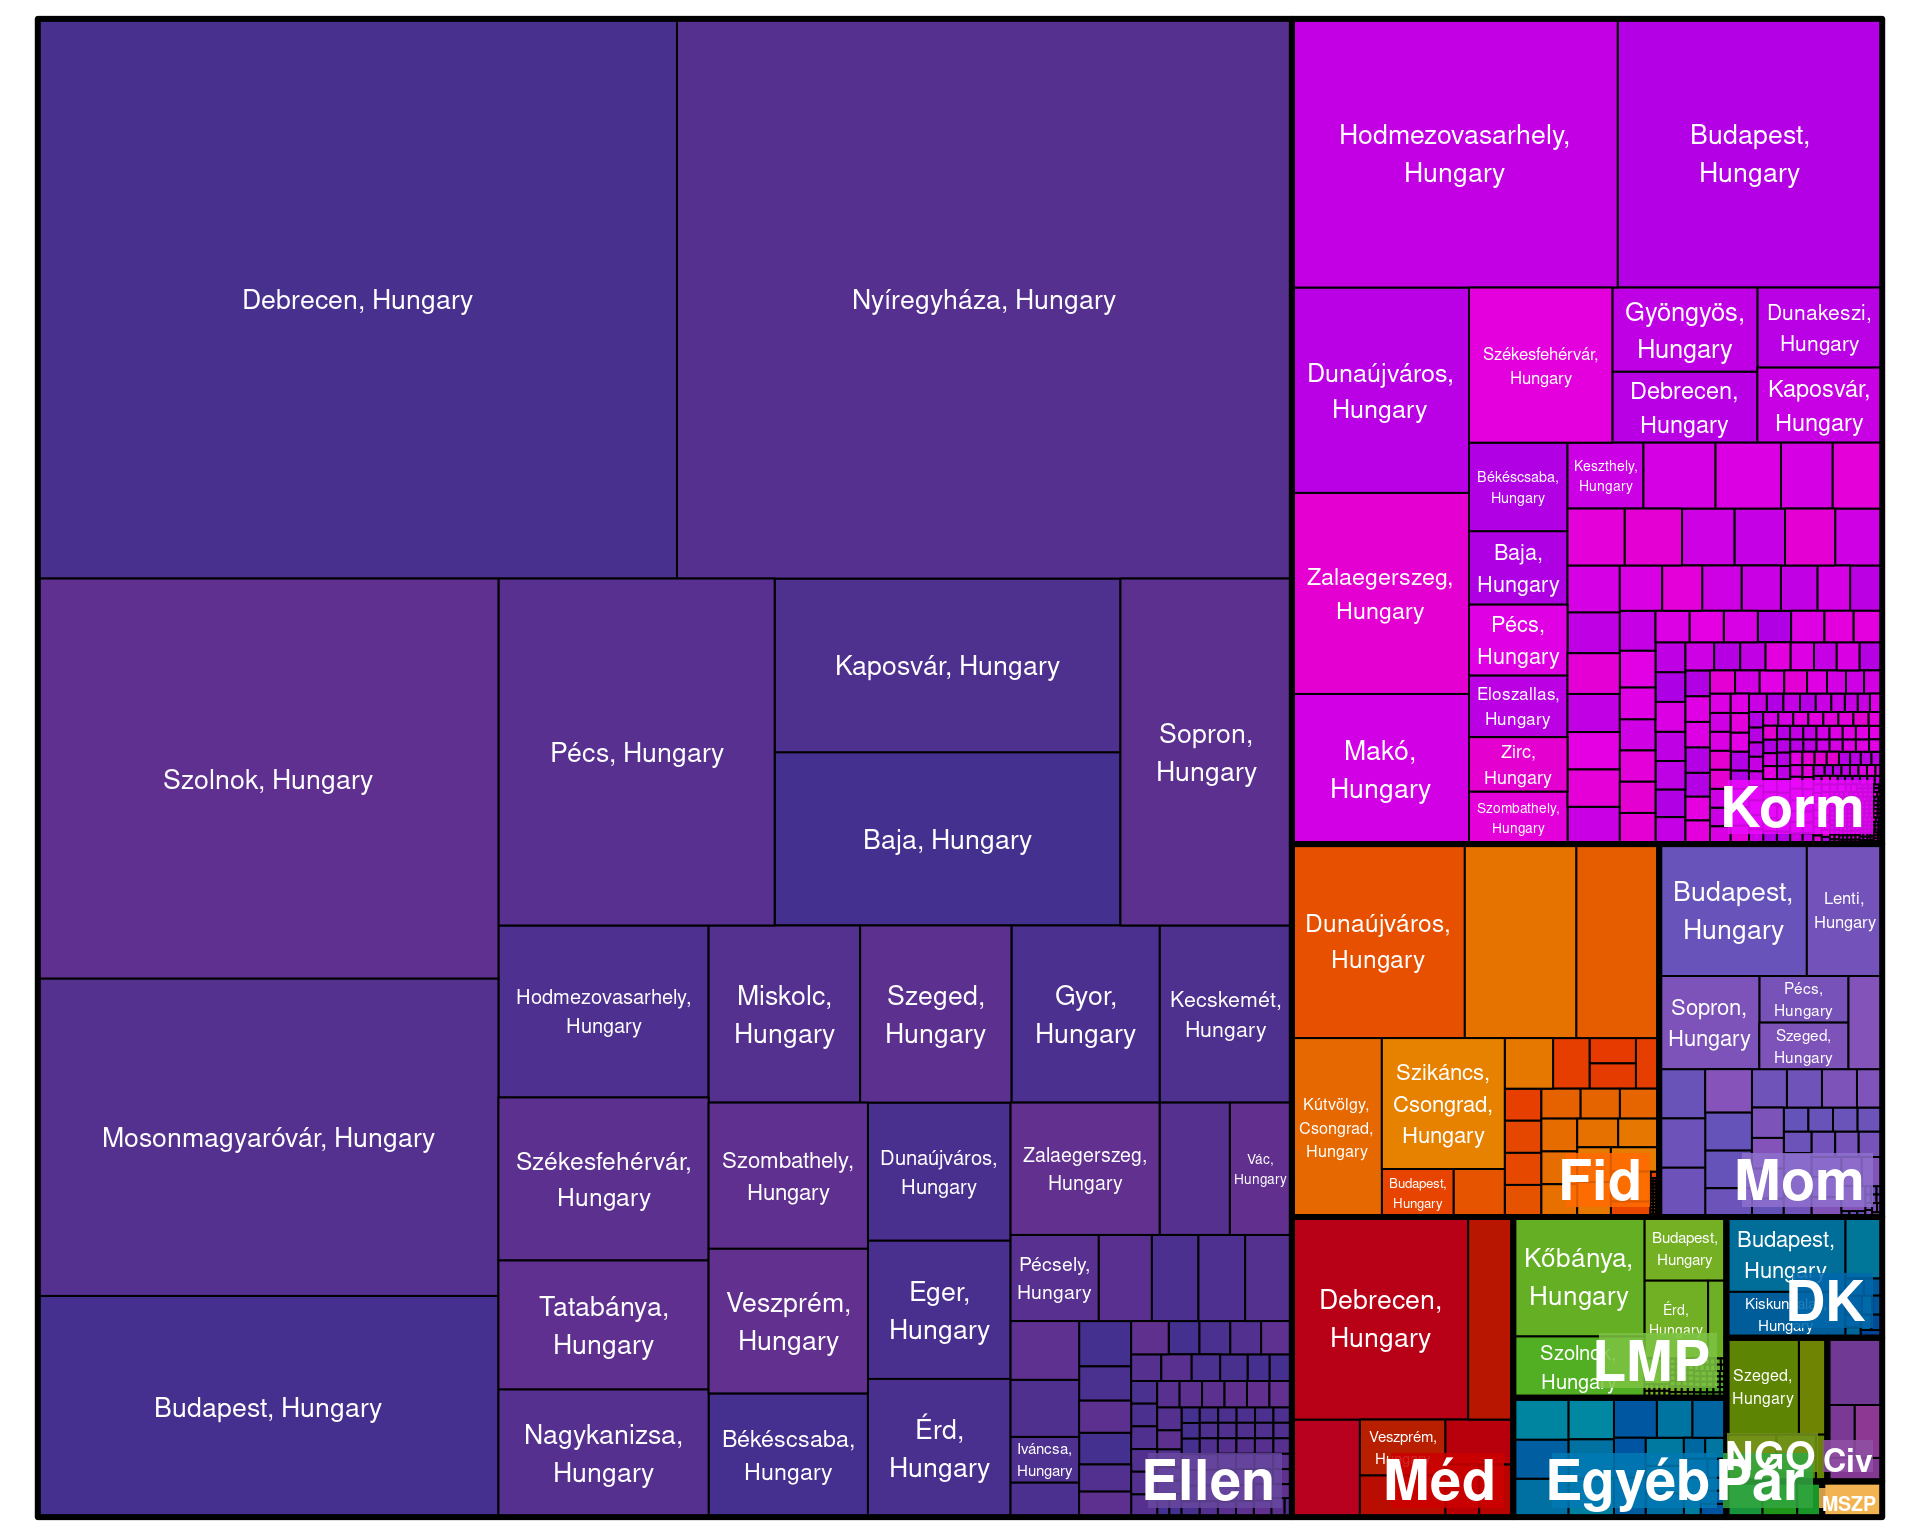 Debrecen, Hungary
Nyíregyháza, Hungary
Szolnok, Hungary
Pécs, Hungary
Kaposvár, Hungary
Baja, Hungary
Sopron,
Hungary
Mosonmagyaróvár, Hungary
Budapest, Hungary
Hodmezovasarhely,
Hungary
Miskolc,
Hungary
Szeged,
Hungary
Gyor,
Hungary
Kecskemét,
Hungary
Székesfehérvár,
Hungary
Szombathely,
Hungary
Dunaújváros,
Hungary
Zalaegerszeg,
Hungary
Vác,
Hungary
Tatabánya,
Hungary
Veszprém,
Hungary
Eger,
Hungary
Pécsely,
Hungary
Nagykanizsa,
Hungary
Békéscsaba,
Hungary
Érd,
Hungary
Iváncsa,
Hungary
Ellen
Hodmezovasarhely,
Hungary
Budapest,
Hungary
Dunaújváros,
Hungary
Székesfehérvár,
Hungary
Gyöngyös,
Hungary
Dunakeszi,
Hungary
Debrecen,
Hungary
Kaposvár,
Hungary
Zalaegerszeg,
Hungary
Békéscsaba,
Hungary
Keszthely,
Hungary
Baja,
Hungary
Pécs,
Hungary
Eloszallas,
Hungary
Makó,
Hungary
Zirc,
Hungary
Szombathely,
Hungary
Korm
Dunaújváros,
Hungary
Kútvölgy,
Csongrad,
Hungary
Szikáncs,
Csongrad,
Hungary
Budapest,
Hungary
Fid
Budapest,
Hungary
Lenti,
Hungary
Sopron,
Hungary
Pécs,
Hungary
Szeged,
Hungary
Mom
Debrecen,
Hungary
Veszprém,
Méd
Kőbánya,
Hungary
Budapest,
Hungary
Érd,
Hungary
Szolnok,
Hungary
LMP
Budapest,
Hungary
Hungary
DK
Szeged,
Hungary
NGO
Civ
Egyéb
Pár
MSZP